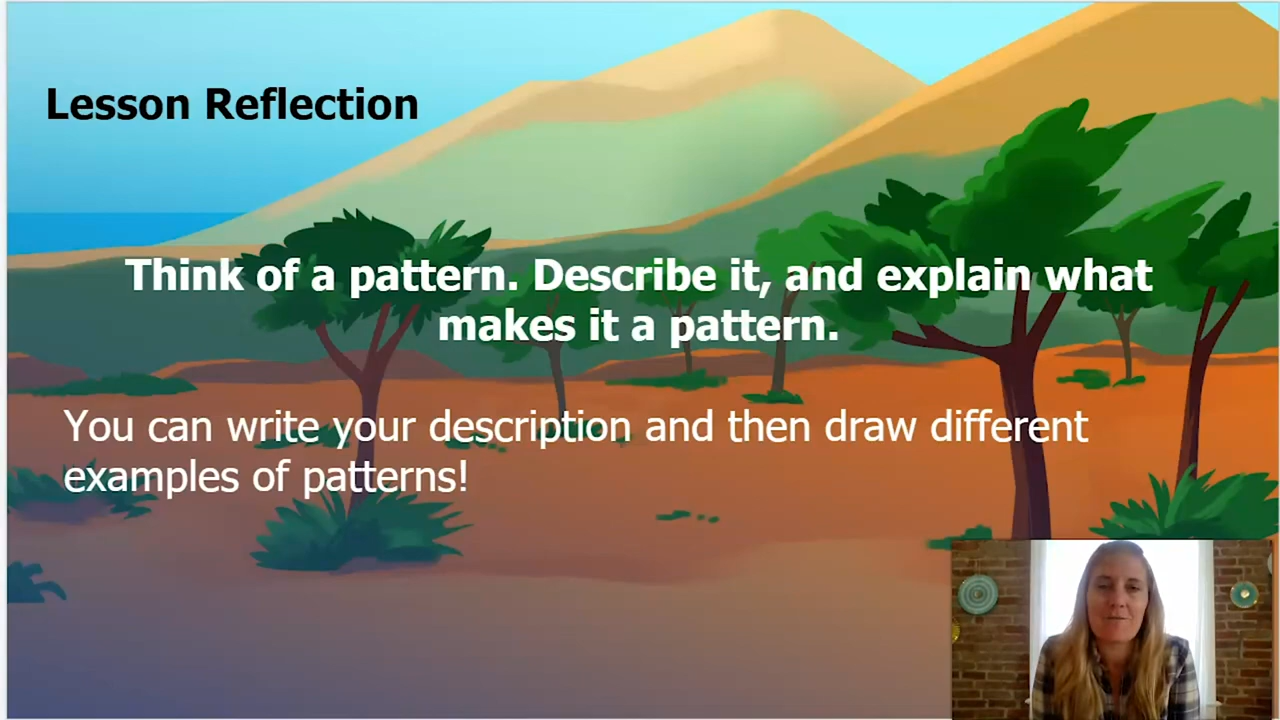 Lesson Reflection
Think of a pattern. Describe it, and explain what
makes it a pattern.
You can write your description and then draw different
examples of patterns!